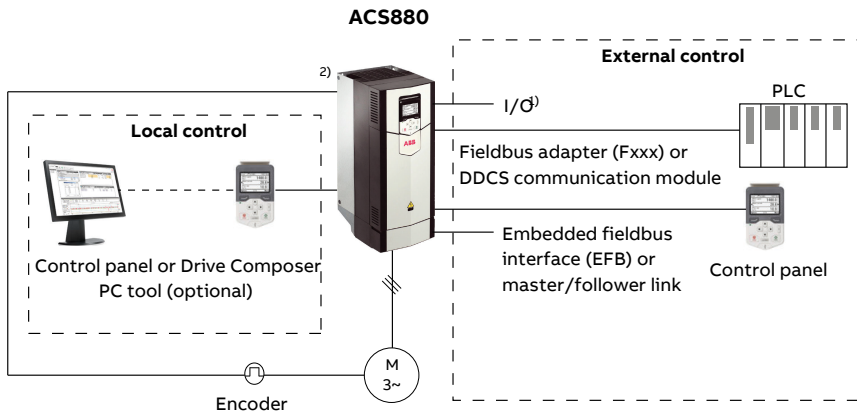 ACS880
2)
External control
I/O1)
PLC
Local control
ABB
Fieldbus adapter (Fxxx) or
DDCS communication module
Control panel or Drive Composer
PC tool (optional)
Embedded fieldbus
interface (EFB) or
master/follower link
Control panel
M
3~
Encoder